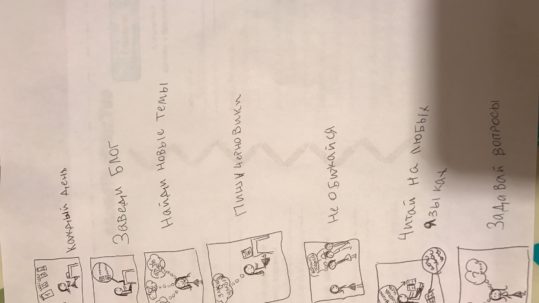 каждый день
Заведи блог
Найди новые темы
Пиши черновики
Не обижайся
Читай на любых
языках
Задавай вопросы